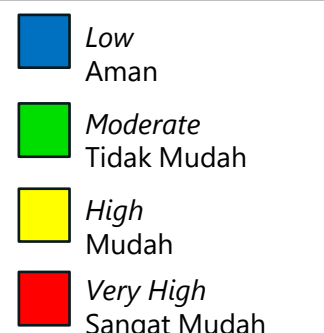 Low
Aman
Moderate
Tidak Mudah
High
Mudah
Very High
Sangat Mudah